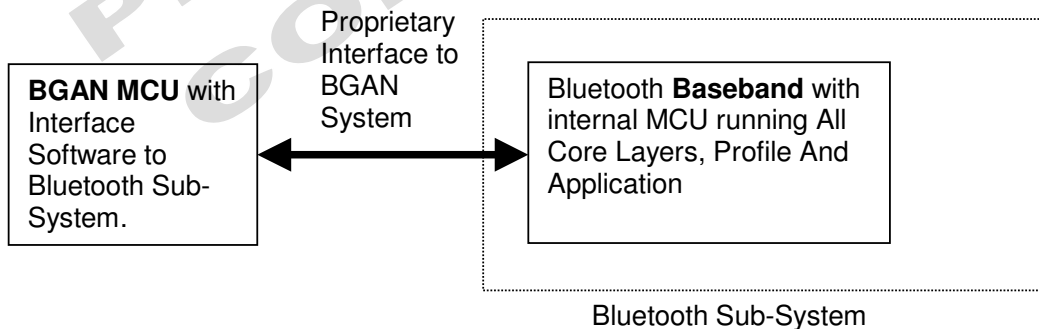 Proprietary
Interface to
BGAN
System
BGAN MCU with
Interface
Software to
Bluetooth Sub-
System.
Bluetooth Baseband with
internal MCU running All
Core Layers, Profile And
Application
Bluetooth Sub-System